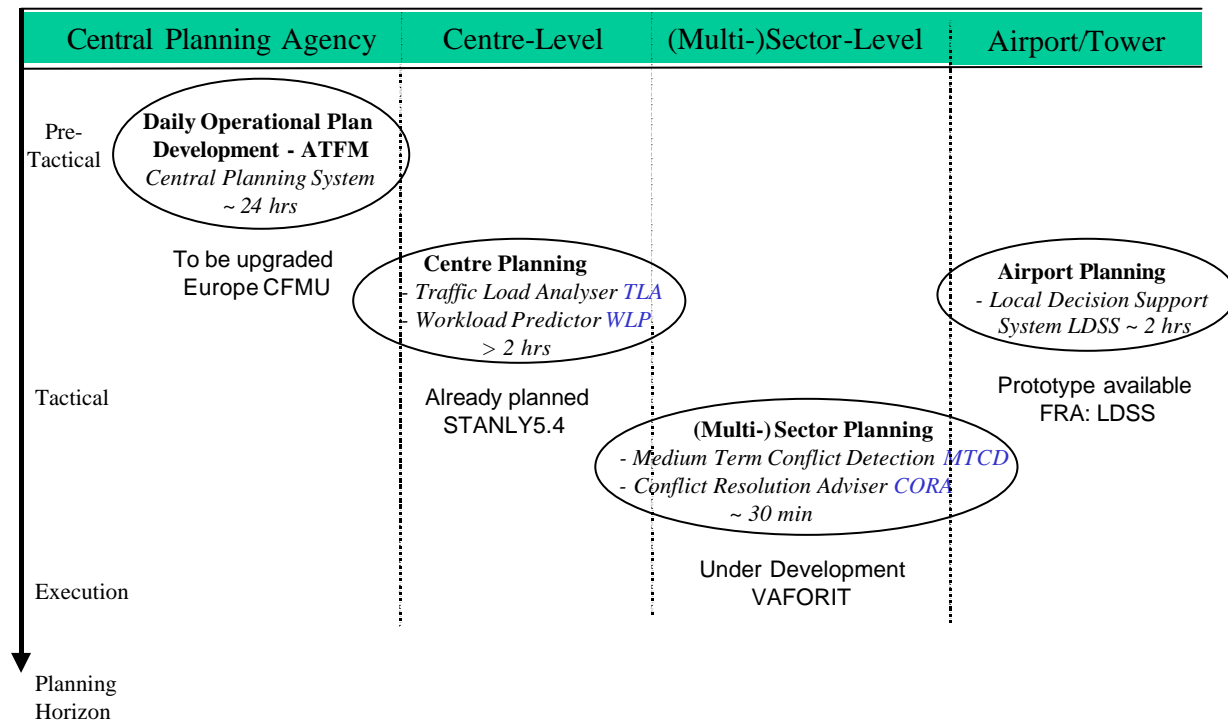 Central Planning Agency
Centre-Level
(Multi-)Sector-Level
Airport/Tower
Pre-
Tactical
Daily Operational Plan
Development - ATFM
Central Planning System
~ 24 hrs
To be upgraded
Europe CFMU
Centre Planning
- Traffic Load Analyser TLA
- Workload Predictor WLP
> 2 hrs
Airport Planning
- Local Decision Support
System LDSS ~ 2 hrs
Tactical
Already planned
STANLY5.4
Prototype available
FRA: LDSS
(Multi-) Sector Planning
- Medium Term Conflict Detection MTCD
- Conflict Resolution Adviser CORA
~ 30 min
Under Development
VAFORIT
Execution
Planning
Horizon